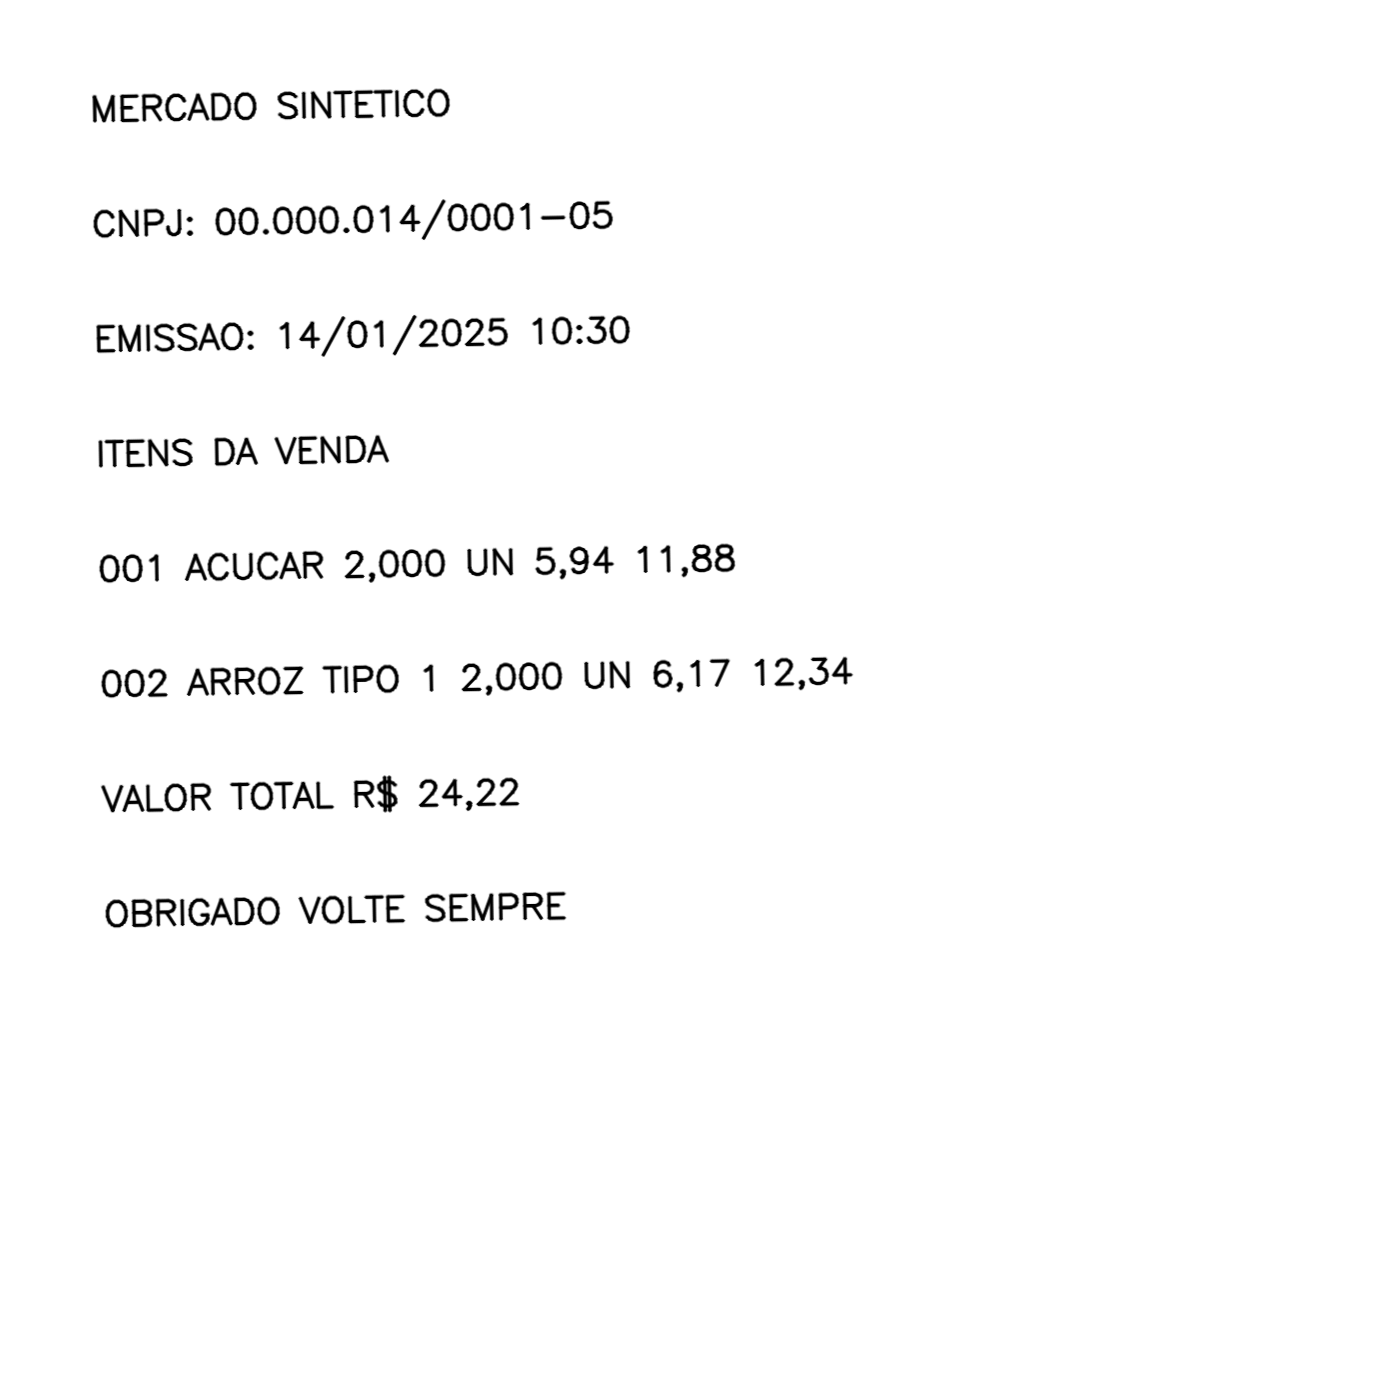 MERCADO SINTETICO
CNPJ: 00.000.014/0001-05
EMISSAO: 14/01/2025 10:30
ITENS DA VENDA
001 ACUCAR 2,000 UN 5,94 11,88
002 ARROZ TIPO 1 2,000 UN 6,17 12,34
VALOR TOTAL R$ 24,22
OBRIGADO VOLTE SEMPRE